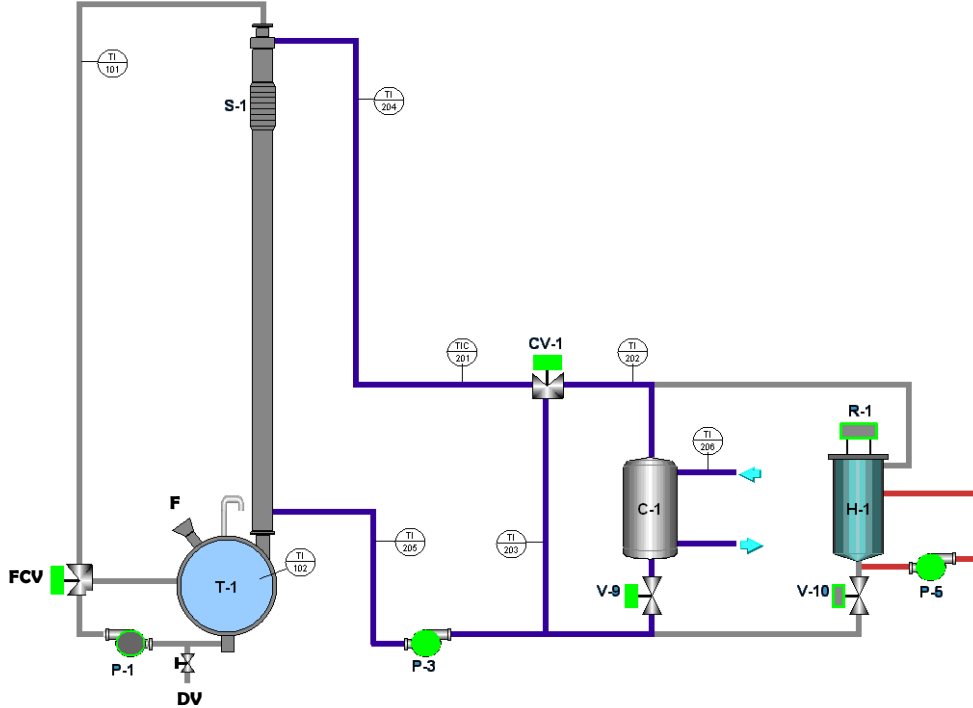 TI
101
S-1
TI
204
TIC
201
CV-1
TI
202
R-1
TI
206
F
C-1
H-1
TI
205
TI
203
FCV
T-1
TI
102
V-9
V-10
P-5
P-1
P-3
DV